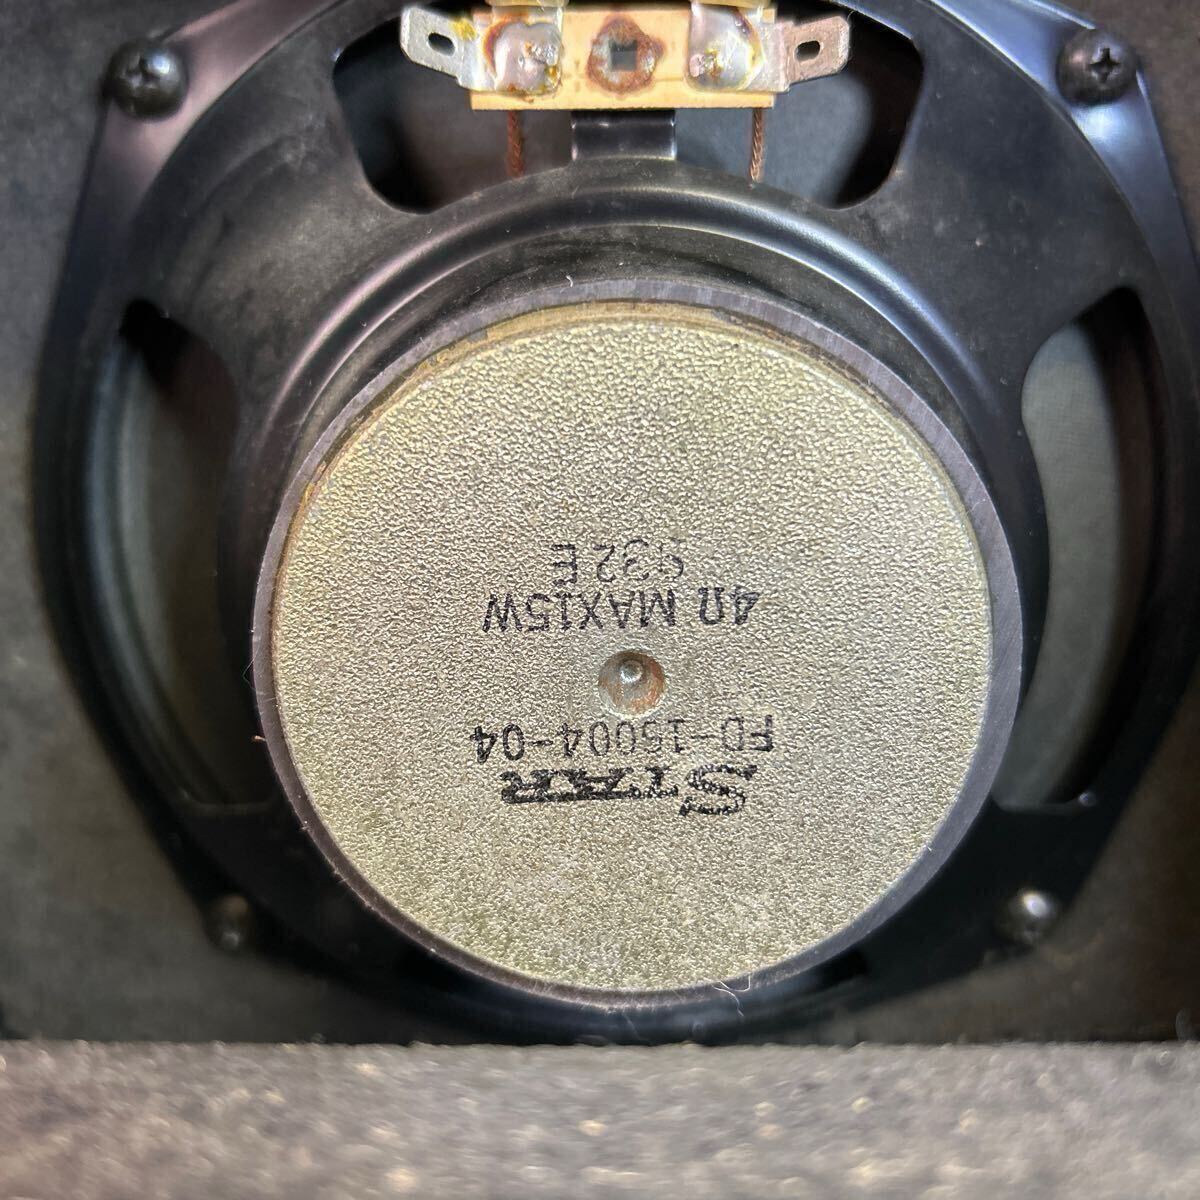 STAR
FD-15004-04
4Ω MAX15W
932E